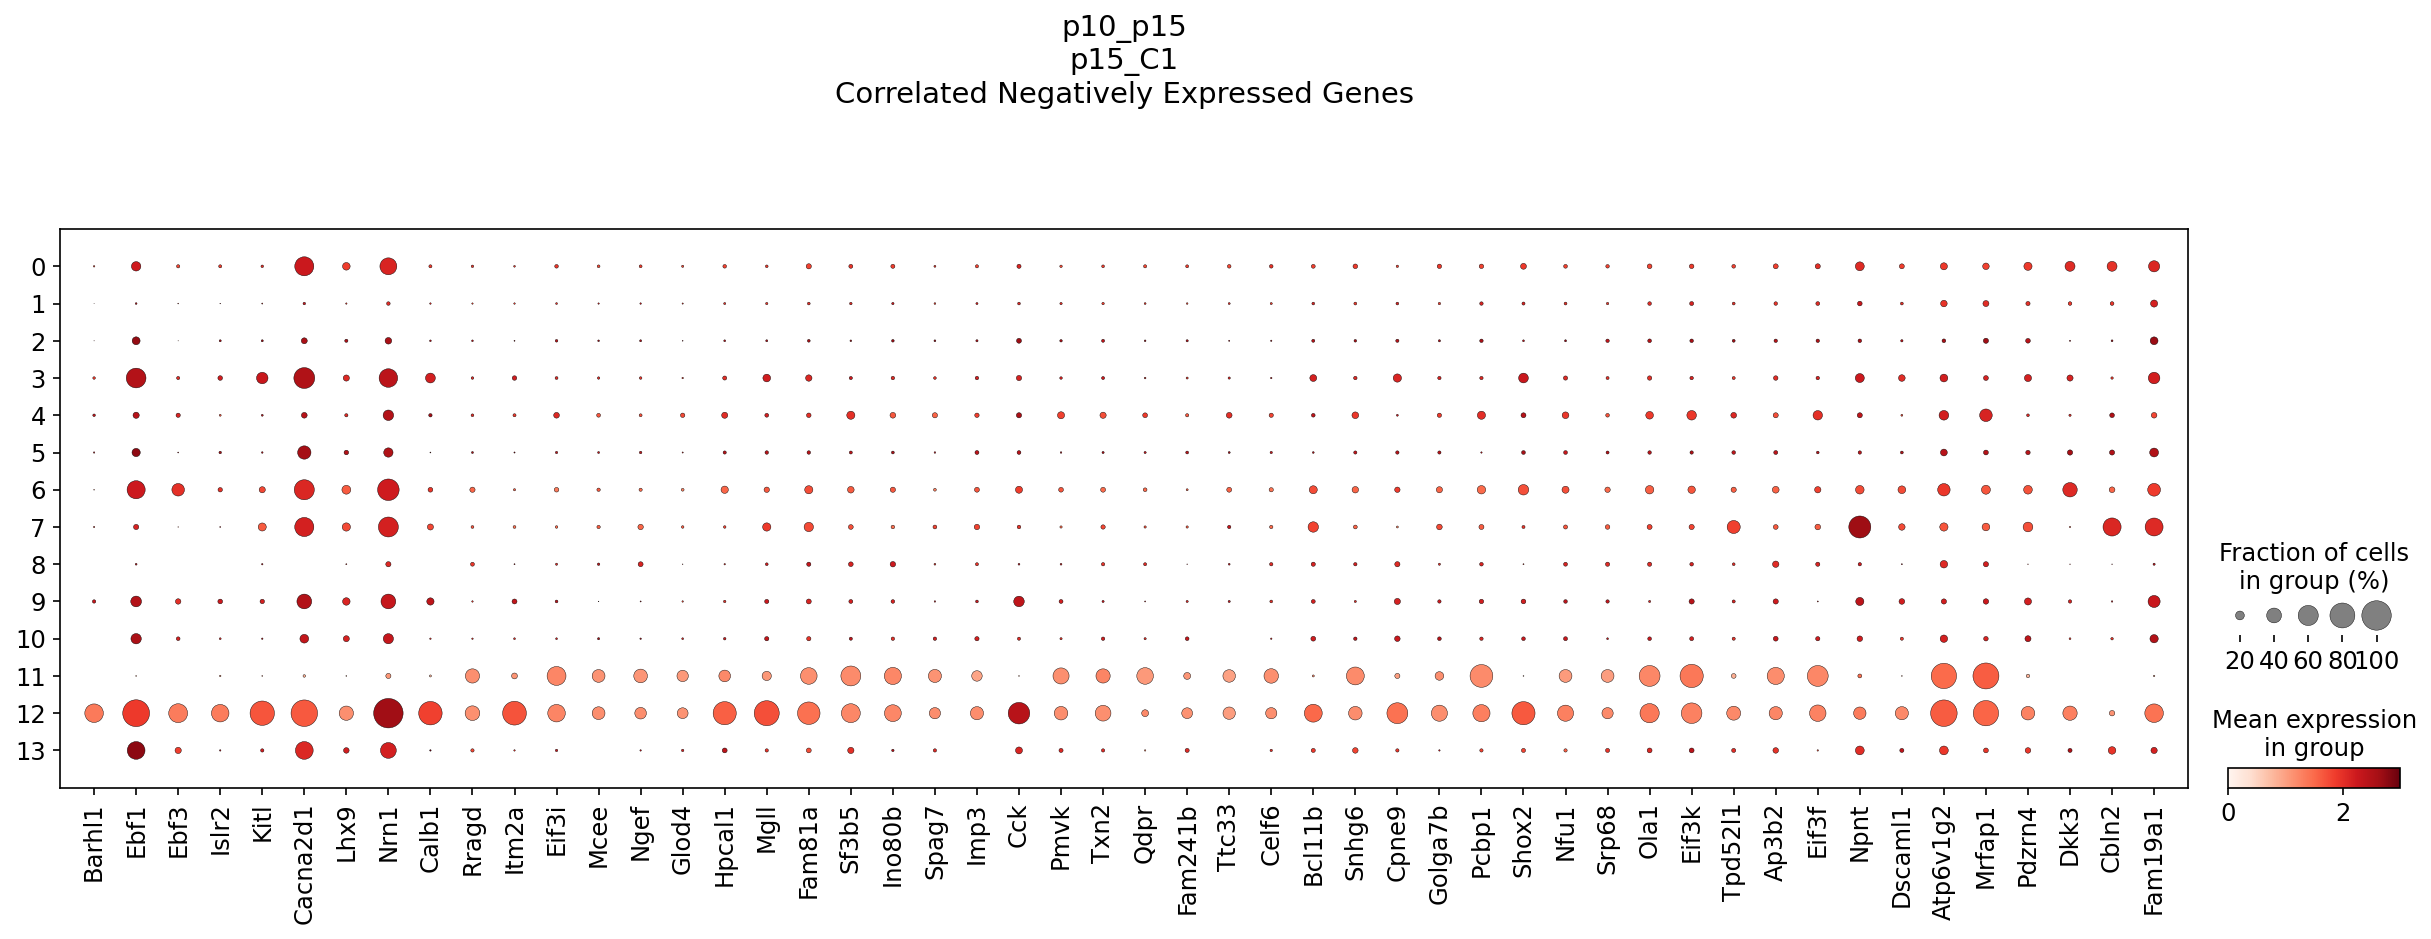 p10_p15
p15_C1
Correlated Negatively Expressed Genes
0
1
2
3
4
5
6
7
8
9
10
11
12
13
Barhl1
Ebf1
Ebf3
Islr2
Kitl
Cacna2d1
Lhx9
Nrn1
Calb1
Rragd
Itm2a
Eif3i
Mcee
Ngef
Glod4
Hpcal1
Mgll
Fam81a
Sf3b5
Ino80b
Spag7
Imp3
Cck
Pmvk
Txn2
Qdpr
Fam241b
Ttc33
Celf6
Bcl11b
Snhg6
Cpne9
Golga7b
Pcbp1
Shox2
Nfu1
Srp68
Ola1
Eif3k
Tpd52l1
Ap3b2
Eif3f
Npnt
Dscaml1
Atp6v1g2
Mrfap1
Pdzrn4
Dkk3
Cbln2
Fam19a1
Fraction of cells
in group (%)
20 40 60 80 100
Mean expression
in group
0 2